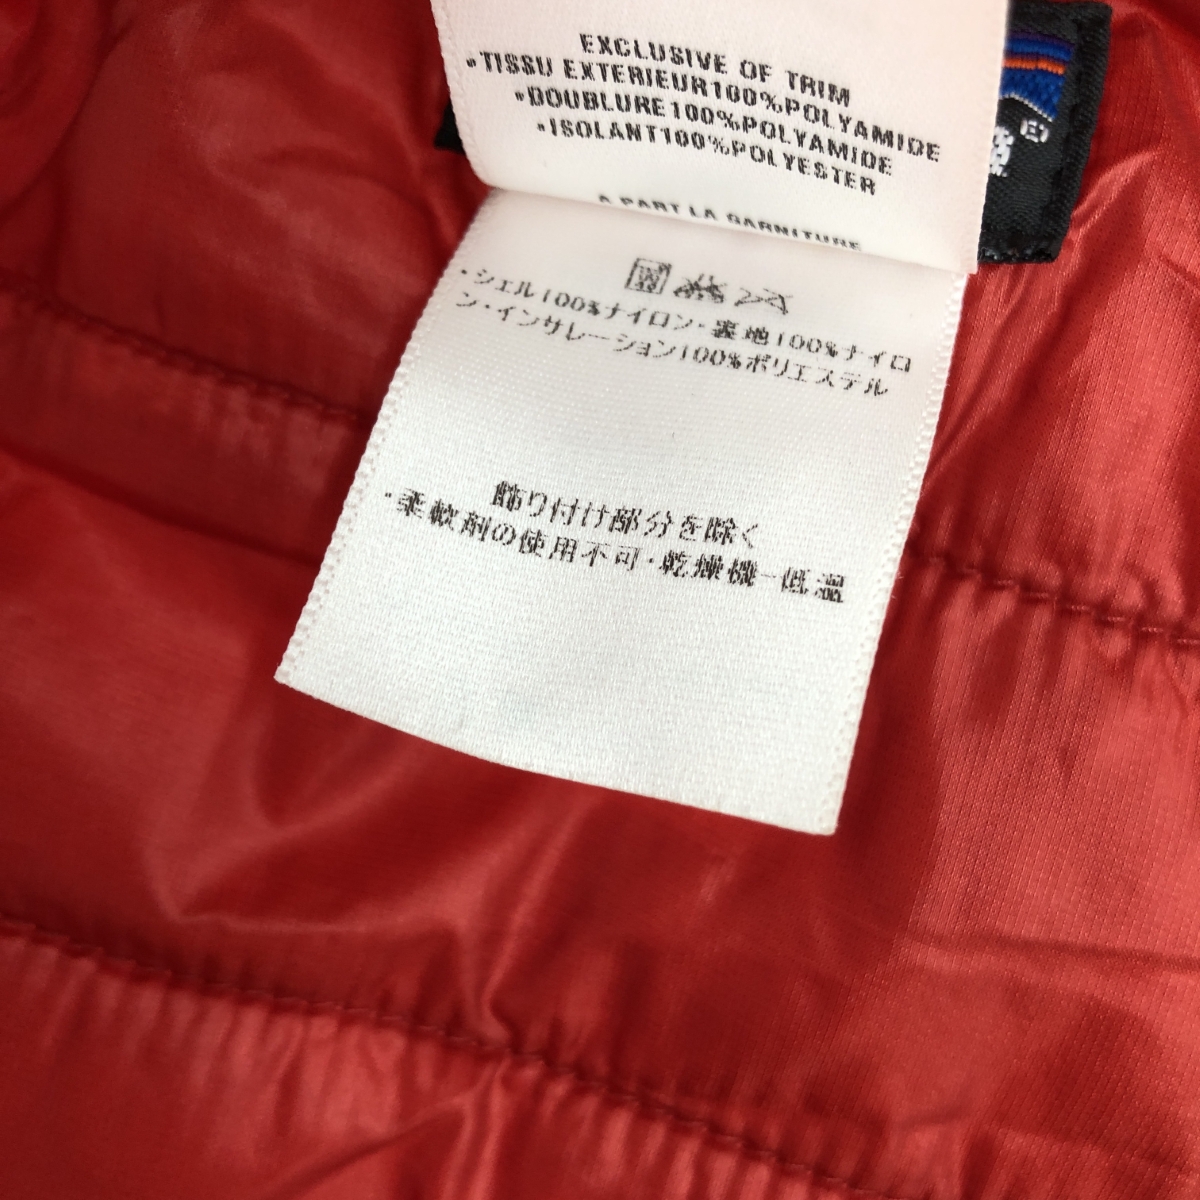 EXCLUSIVE OF TRIM
•TISSU EXTERIEUR100%POLYAMIDE
•DOUBLURE100%POLYAMIDE
•ISOLANT100%POLYESTER
A PART LA GARNITURE
・シェル100%ナイロン・裏地100%ナイロ
ン・インサレーション100%ポリエステル
飾り付け部分を除く
・柔軟剤の使用不可・乾燥機−低温